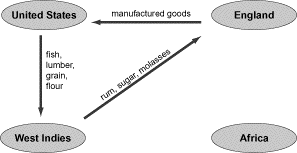 United States
manufactured goods
England
fish,
lumber,
grain,
flour
rum, sugar, molasses
West Indies
Africa